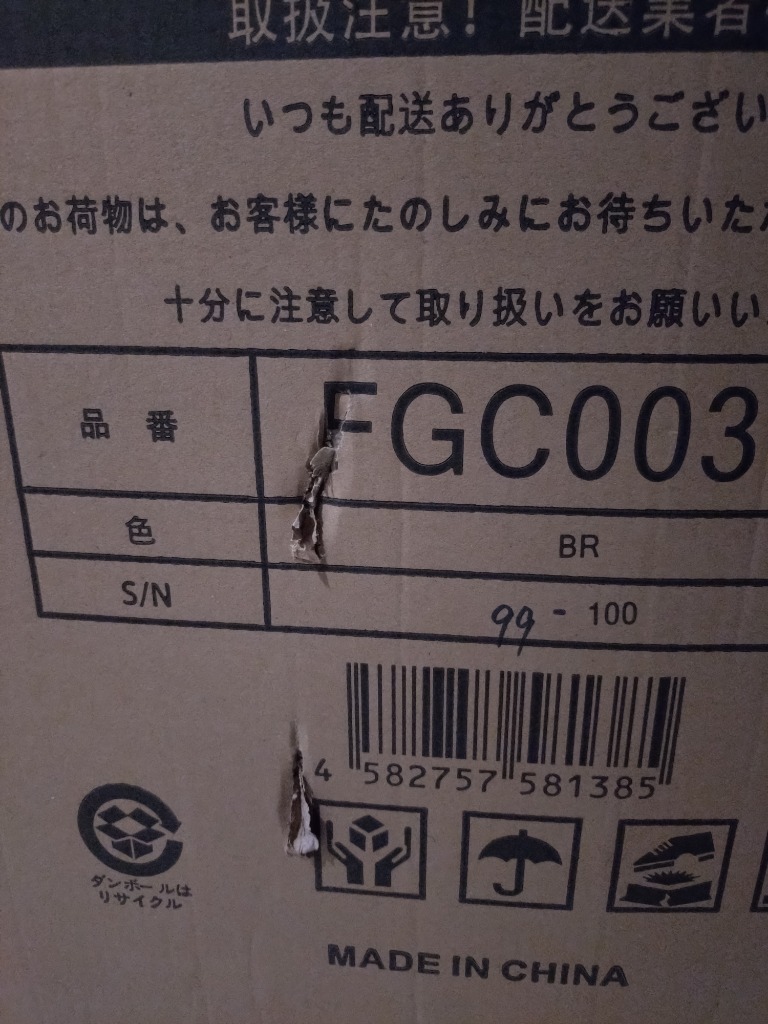 取扱注意! 配送業者
いつも配送ありがとうござい
のお荷物は、お客様にたのしみにお待ちいた
十分に注意して取り扱いをお願いい
品 番 FGC003
色 BR
S/N 99 - 100
4 582757 581385
ダンボールは
リサイクル
MADE IN CHINA